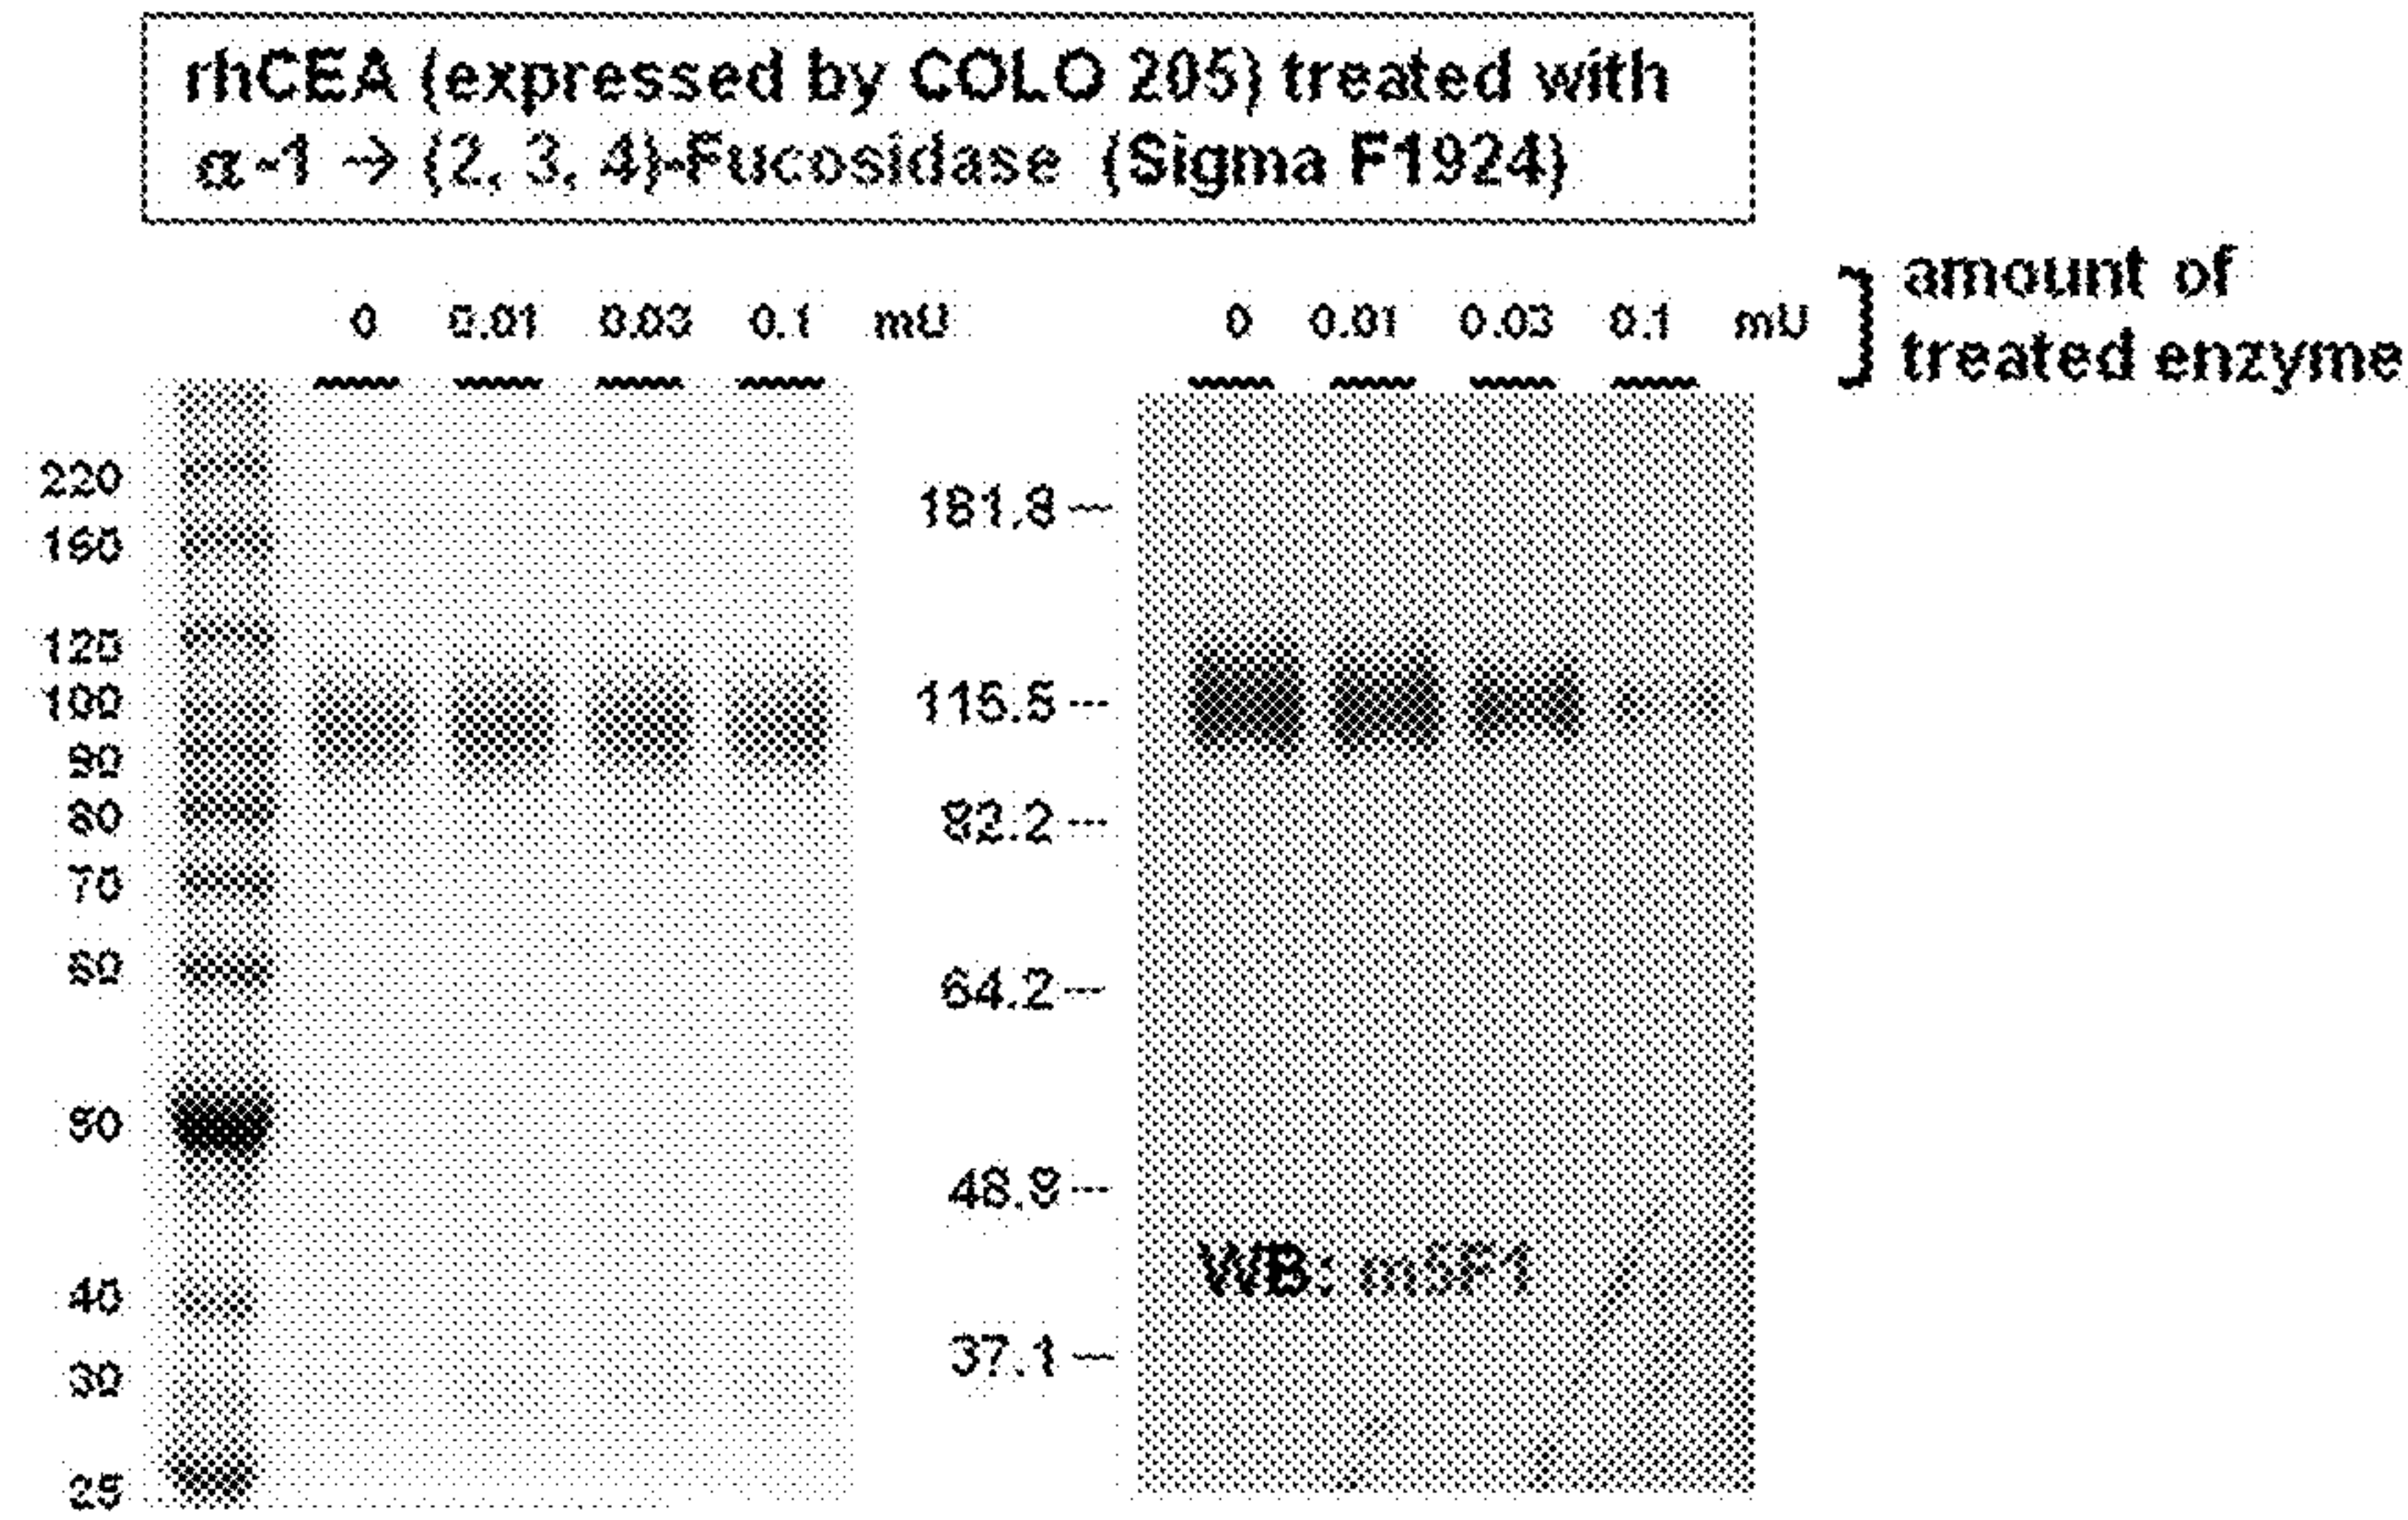 rhCEA (expressed by COLO 205) treated with
α-1 → (2, 3, 4)-Fucosidase (Sigma F1924)
amount of
treated enzyme
0 0.01 0.03 0.1 mU
0 0.01 0.03 0.1 mU
220
160
120
100
90
80
70
60
50
40
30
25
181.8
115.5
82.2
64.2
48.8
37.1
WB: m5F1